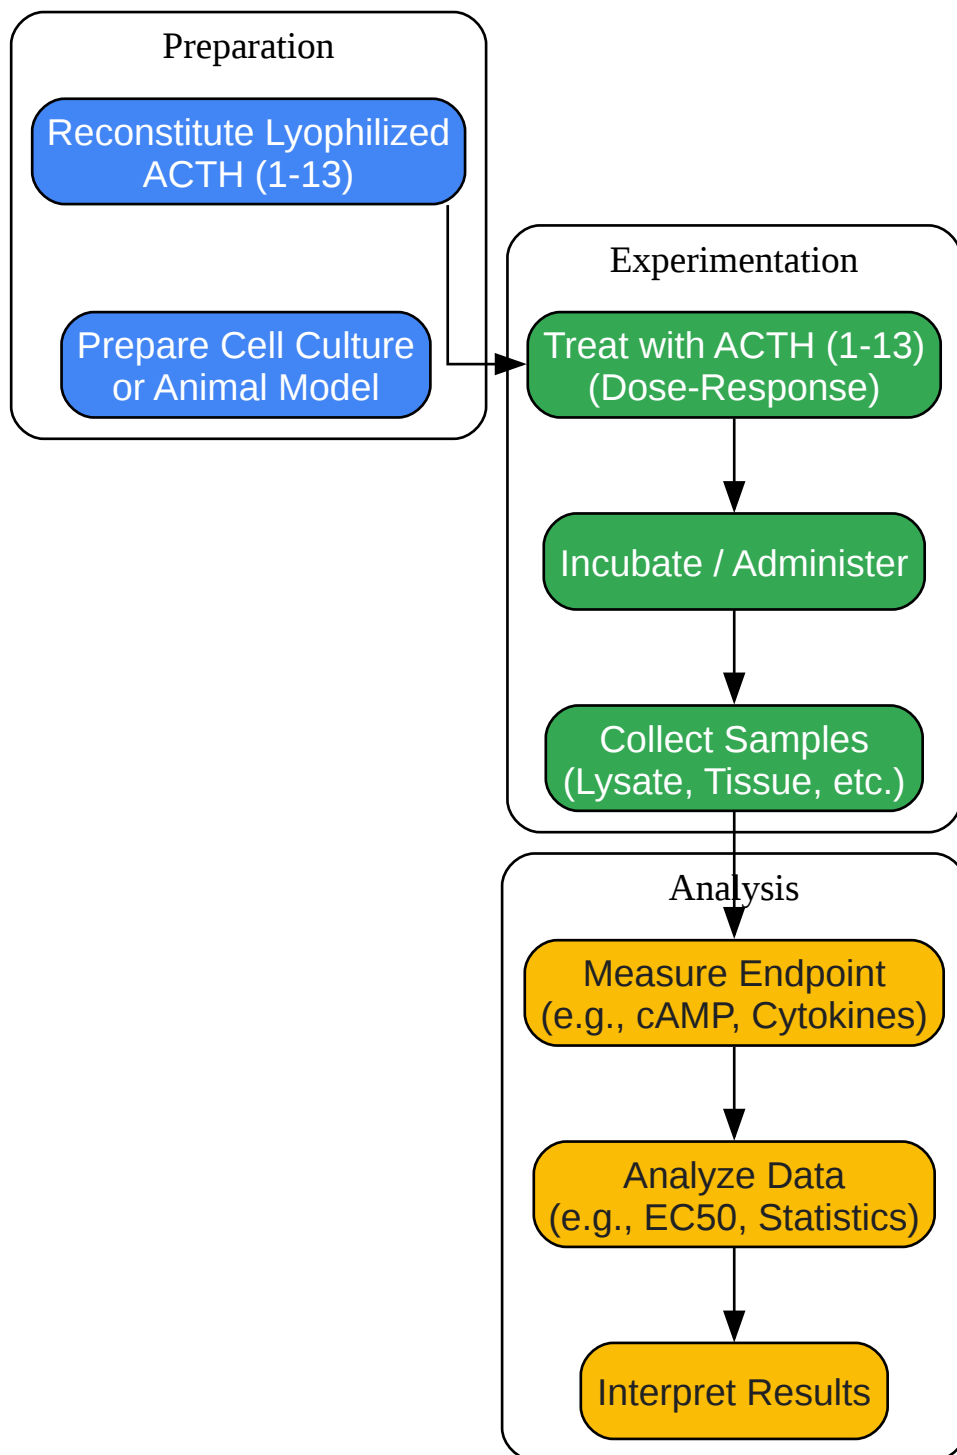 Preparation
Reconstitute Lyophilized
ACTH (1-13)
Prepare Cell Culture
or Animal Model
Experimentation
Treat with ACTH (1-13)
(Dose-Response)
Incubate / Administer
Collect Samples
(Lysate, Tissue, etc.)
Analysis
Measure Endpoint
(e.g., cAMP, Cytokines)
Analyze Data
(e.g., EC50, Statistics)
Interpret Results